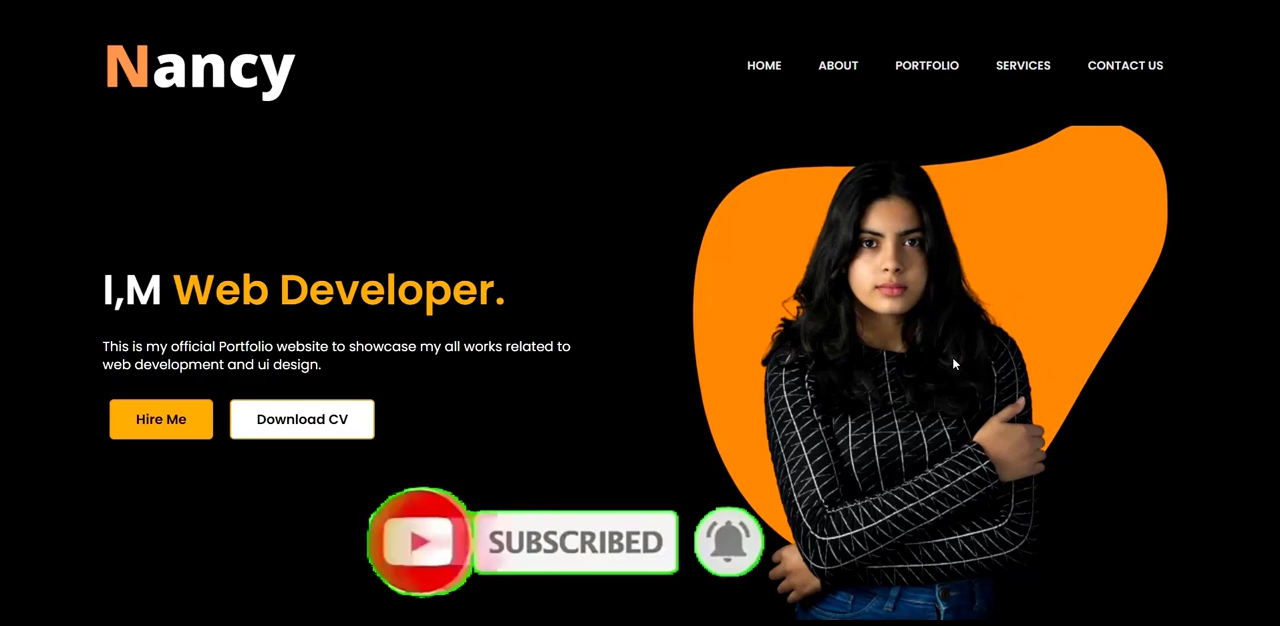 Nancy
HOME ABOUT PORTFOLIO SERVICES CONTACT US
I,M Web Developer.
This is my official Portfolio website to showcase my all works related to
web development and ui design.
Hire Me Download CV
SUBSCRIBED